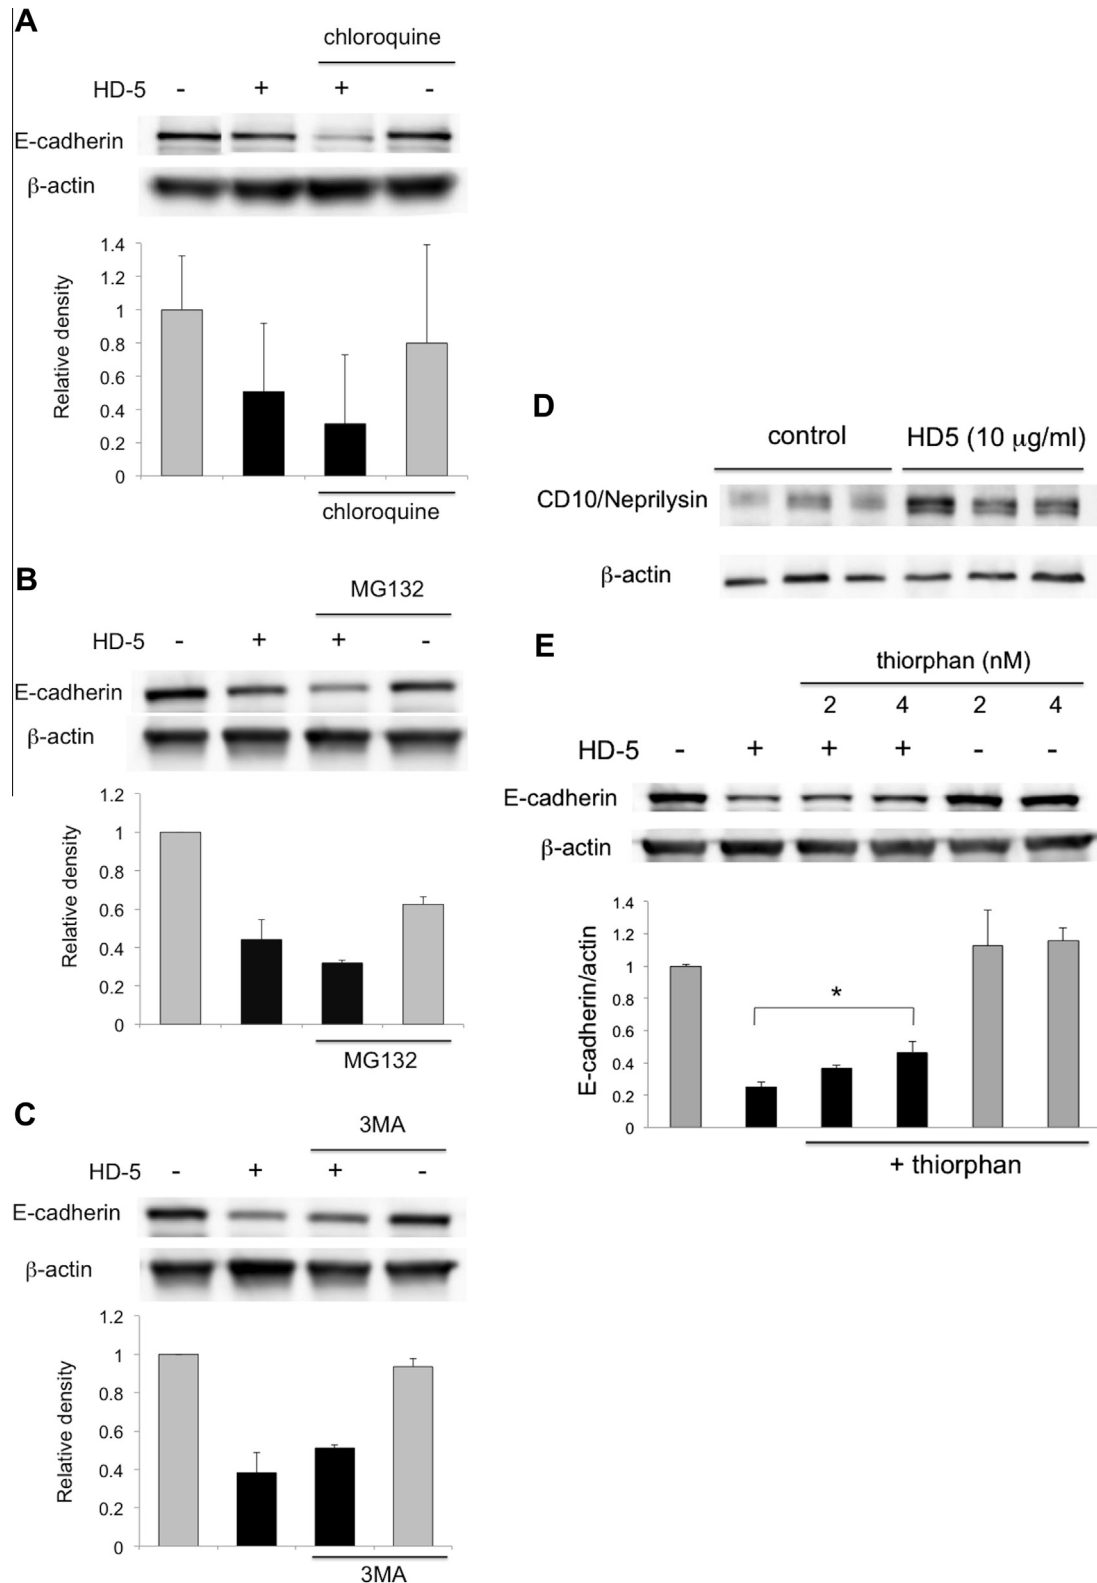 A
chloroquine
HD-5 - + + -
E-cadherin
β-actin
1.4
1.2
1
0.8
0.6
0.4
0.2
0
Relative density
chloroquine
B
MG132
HD-5 - + + -
E-cadherin
β-actin
1.2
1
0.8
0.6
0.4
0.2
0
Relative density
MG132
C
3MA
HD-5 - + + -
E-cadherin
β-actin
1.2
1
0.8
0.6
0.4
0.2
0
Relative density
3MA
D
control HD5 (10 μg/ml)
CD10/Neprilysin
β-actin
E
thiorphan (nM)
2 4 2 4
HD-5 - + + + - -
E-cadherin
β-actin
1.4
1.2
1
0.8
0.6
0.4
0.2
0
E-cadherin/actin
*
+ thiorphan